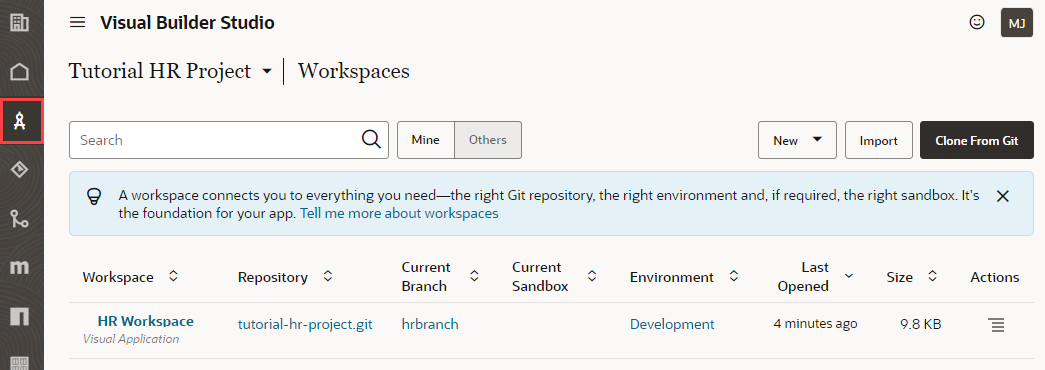 Visual Builder Studio
MJ
Tutorial HR Project Workspaces
Search Mine Others New Import Clone From Git
A workspace connects you to everything you need—the right Git repository, the right environment and, if required, the right sandbox. It's
the foundation for your app. Tell me more about workspaces
Workspace Repository Current Branch Current Sandbox Environment Last Opened Size Actions
HR Workspace tutorial-hr-project.git hrbranch Development 4 minutes ago 9.8 KB
Visual Application